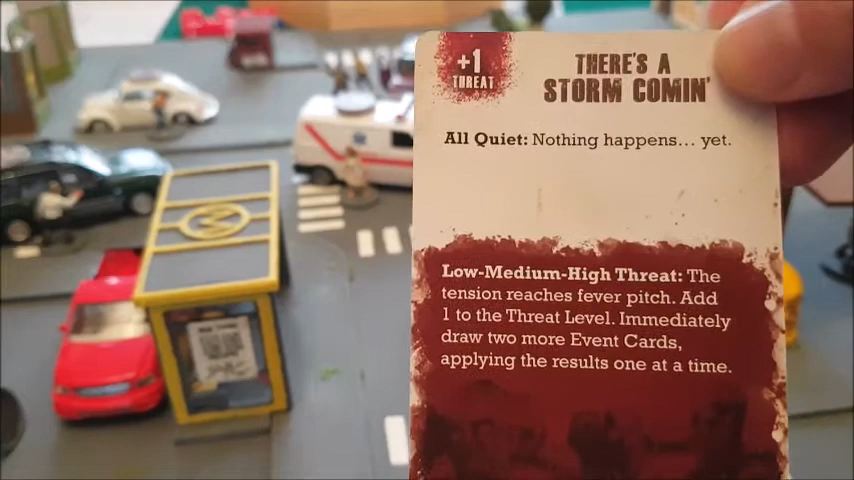 +1
THREAT
THERE'S A
STORM COMIN'
All Quiet: Nothing happens... yet.
Low-Medium-High Threat: The
tension reaches fever pitch. Add
1 to the Threat Level. Immediately
draw two more Event Cards,
applying the results one at a time.